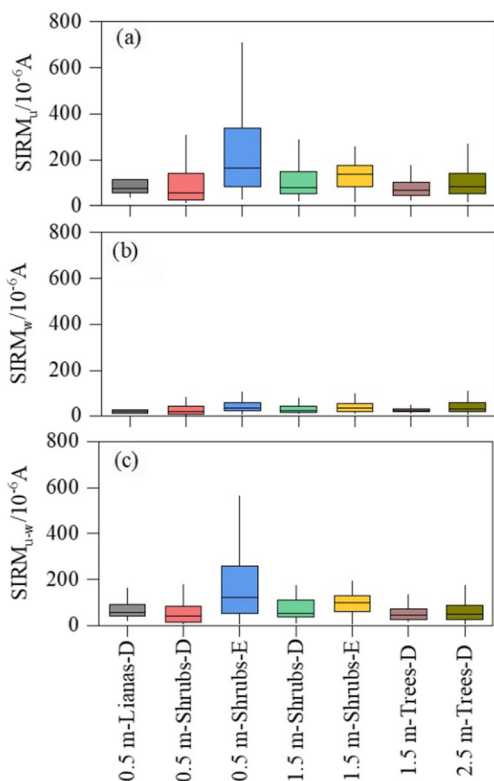 800
(a)
600
400
200
0
SIRMu/10-6A
800
(b)
600
400
200
0
SIRMw/10-6A
800
(c)
600
400
200
0
SIRMu-w/10-6A
0.5 m-Lianas-D
0.5 m-Shrubs-D
0.5 m-Shrubs-E
1.5 m-Shrubs-D
1.5 m-Shrubs-E
1.5 m-Trees-D
2.5 m-Trees-D